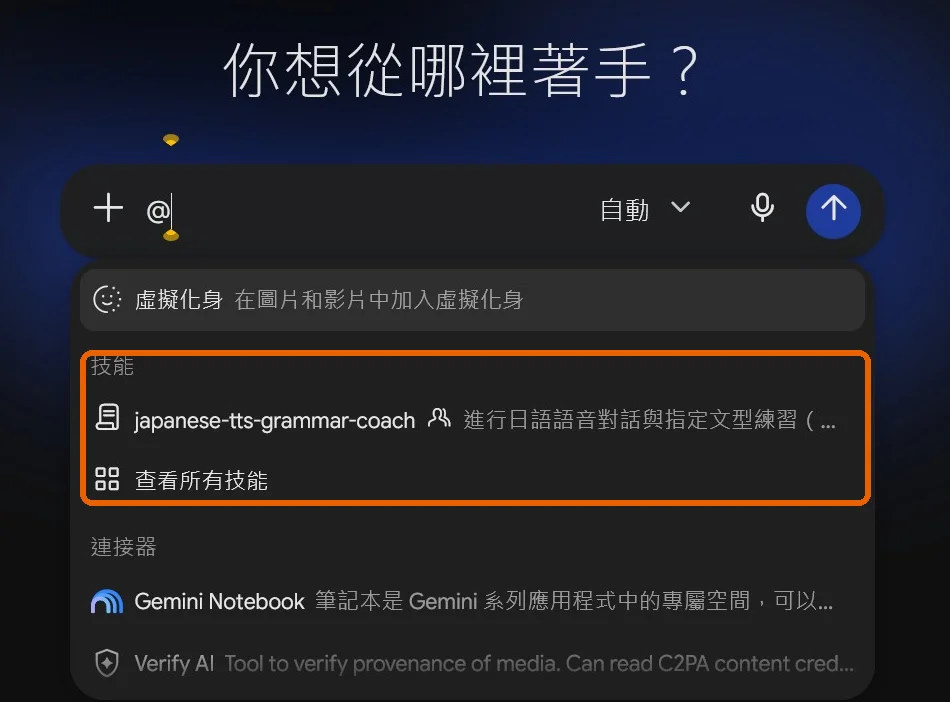 你想從哪裡著手？
@ 自動
虛擬化身 在圖片和影片中加入虛擬化身
技能
japanese-tts-grammar-coach 進行日語語音對話與指定文型練習 ( ...
查看所有技能
連接器
Gemini Notebook 筆記本是 Gemini 系列應用程式中的專屬空間，可以...
Verify AI Tool to verify provenance of media. Can read C2PA content cred...